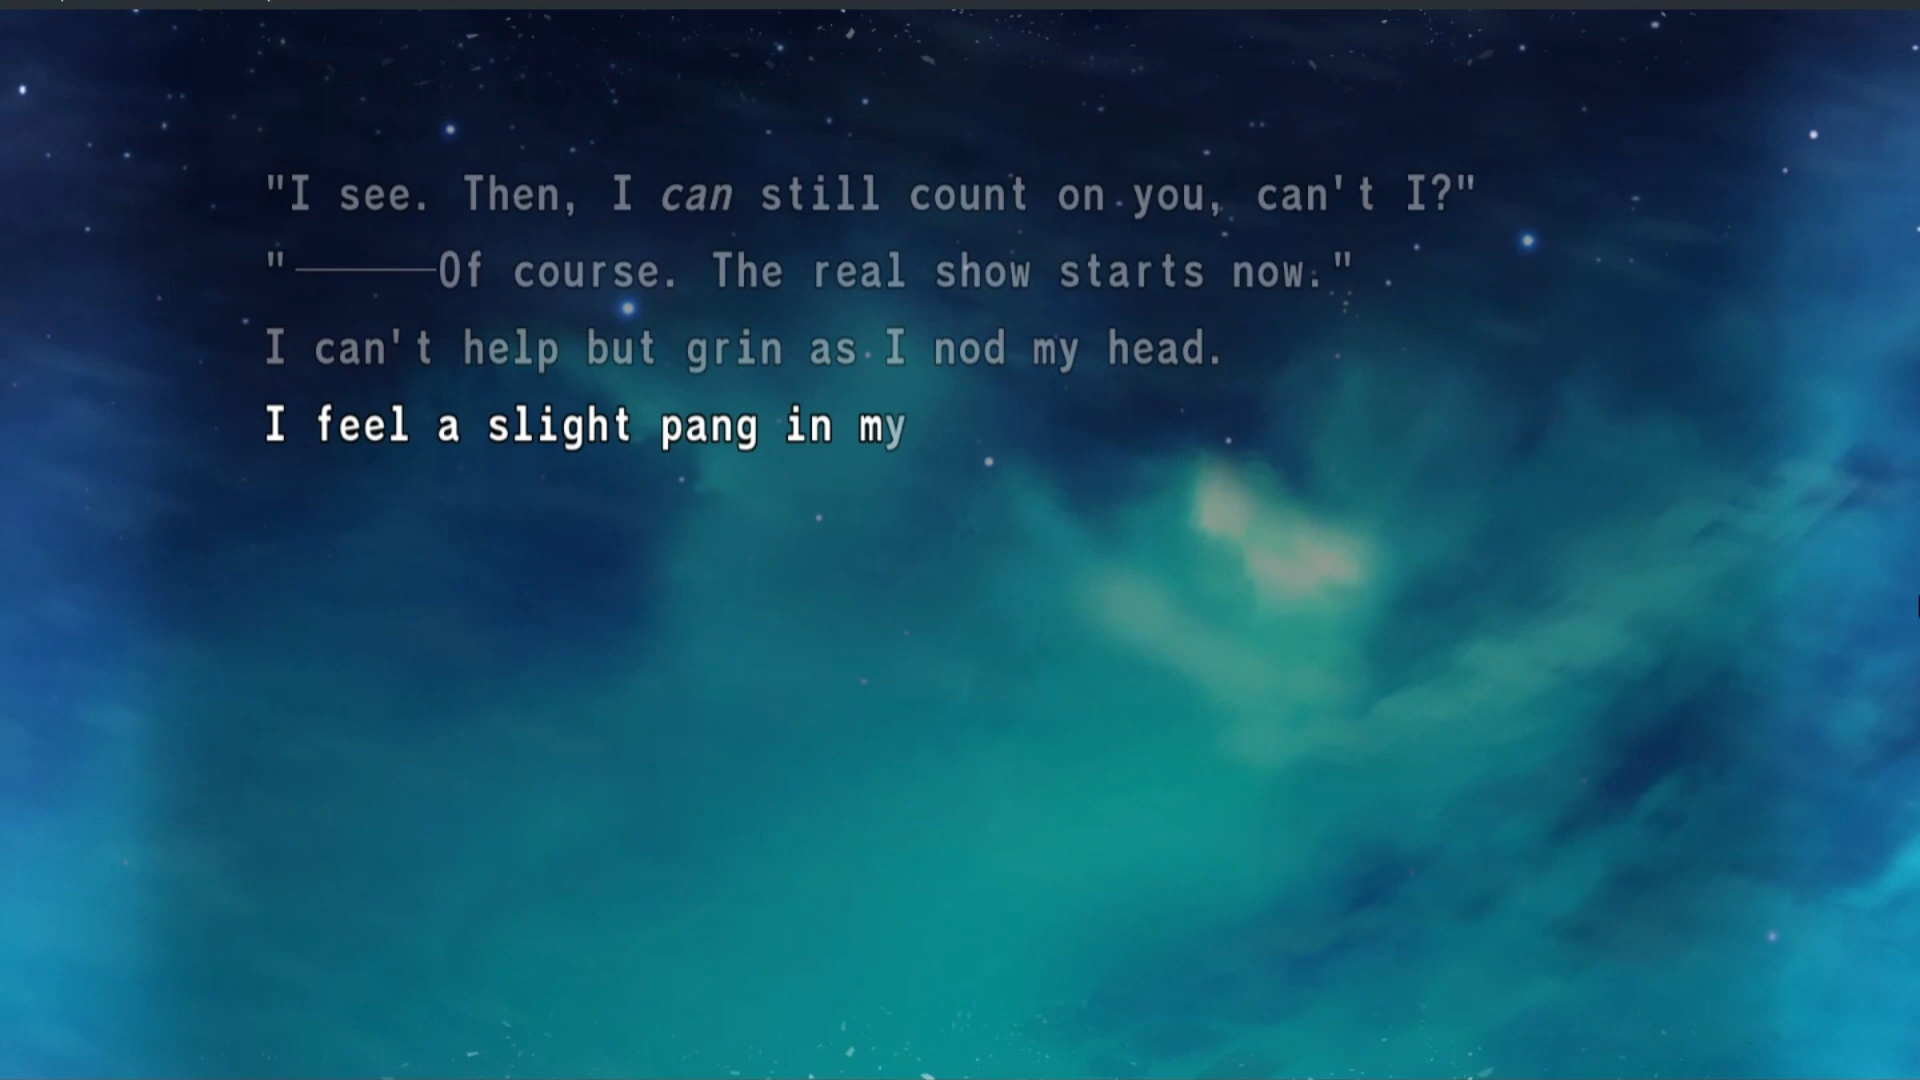 "I see. Then, I can still count on you, can't I?"
"―――Of course. The real show starts now."
I can't help but grin as I nod my head.
I feel a slight pang in my